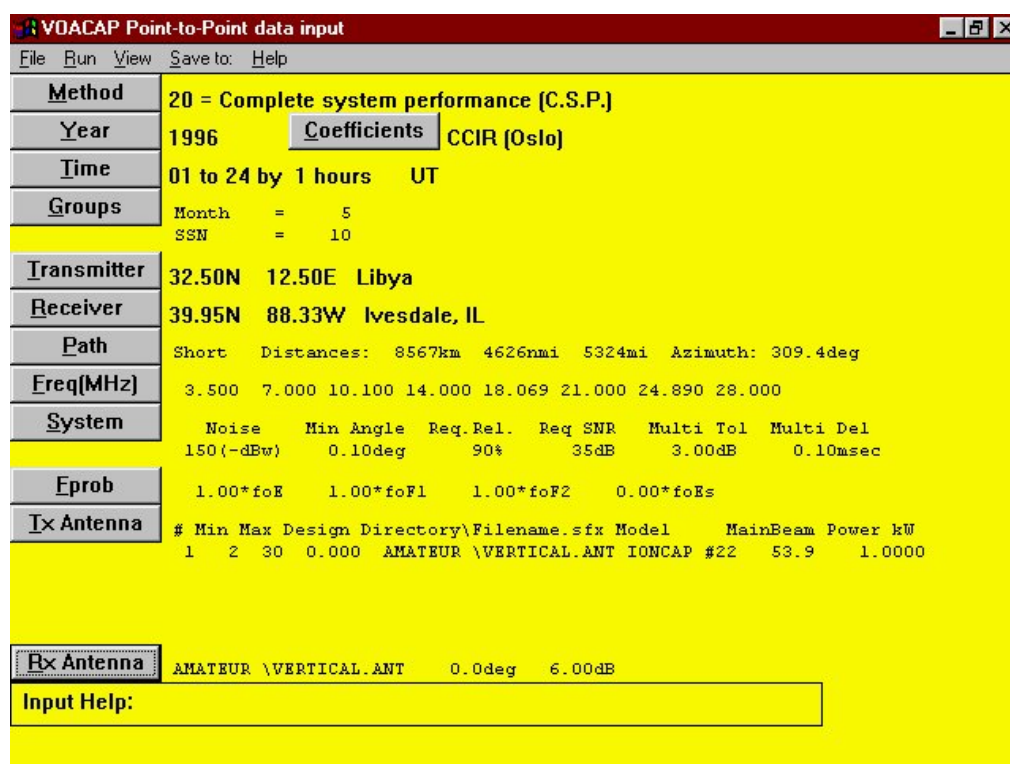 VOACAP Point-to-Point data input
File Run View Save to: Help
Method 20 = Complete system performance (C.S.P.)
Year 1996 Coefficients CCIR (Oslo)
Time 01 to 24 by 1 hours UT
Groups Month = 5
SSN = 10
Transmitter 32.50N 12.50E Libya
Receiver 39.95N 88.33W Ivesdale, IL
Path Short Distances: 8567km 4626nmi 5324mi Azimuth: 309.4deg
Freq(MHz) 3.500 7.000 10.100 14.000 18.069 21.000 24.890 28.000
System Noise Min Angle Req.Rel. Req SNR Multi Tol Multi Del
150(-dBw) 0.10deg 90% 35dB 3.00dB 0.10msec
Fprob 1.00*foE 1.00*foF1 1.00*foF2 0.00*foEs
Tx Antenna # Min Max Design Directory\Filename.sfx Model MainBeam Power kW
1 2 30 0.000 AMATEUR \VERTICAL.ANT IONCAP #22 53.9 1.0000
Rx Antenna AMATEUR \VERTICAL.ANT 0.0deg 6.00dB
Input Help: